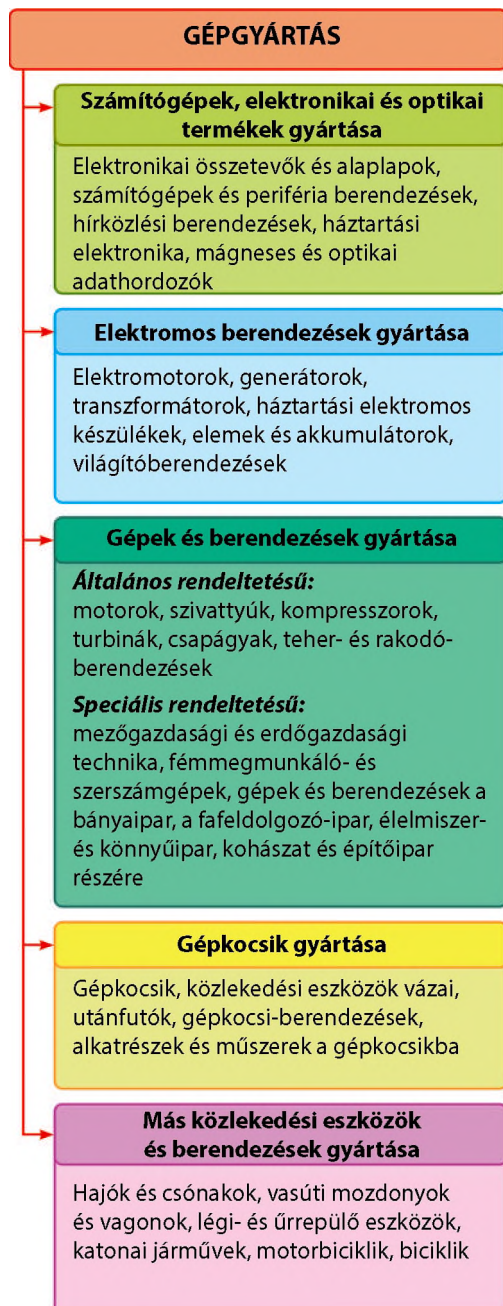 GÉPGYÁRTÁS
Számítógépek, elektronikai és optikai
termékek gyártása
Elektronikai összetevők és alaplapok,
számítógépek és periféria berendezések,
hírközlési berendezések, háztartási
elektronika, mágneses és optikai
adathordozók
Elektromos berendezések gyártása
Elektromotorok, generátorok,
transzformátorok, háztartási elektromos
készülékek, elemek és akkumulátorok,
világítóberendezések
Gépek és berendezések gyártása
Általános rendeltetésű:
motorok, szivattyúk, kompresszorok,
turbinák, csapágyak, teher- és rakodó-
berendezések
Speciális rendeltetésű:
mezőgazdasági és erdőgazdasági
technika, fémmegmunkáló- és
szerszámgépek, gépek és berendezések a
bányaipar, a fafeldolgozó-ipar, élelmiszer-
és könnyűipar, kohászat és építőipar
részére
Gépkocsik gyártása
Gépkocsik, közlekedési eszközök vázai,
utánfutók, gépkocsi-berendezések,
alkatrészek és műszerek a gépkocsikba
Más közlekedési eszközök
és berendezések gyártása
Hajók és csónakok, vasúti mozdonyok
és vagonok, légi- és űrrepülő eszközök,
katonai járművek, motorbiciklik, biciklik